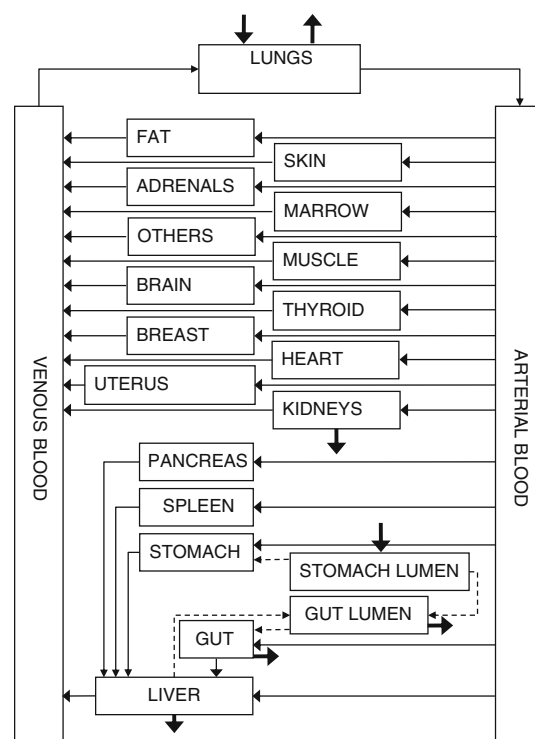 LUNGS
FAT
SKIN
ADRENALS
MARROW
OTHERS
MUSCLE
BRAIN
THYROID
BREAST
HEART
UTERUS
KIDNEYS
VENOUS BLOOD
ARTERIAL BLOOD
PANCREAS
SPLEEN
STOMACH
STOMACH LUMEN
GUT LUMEN
GUT
LIVER